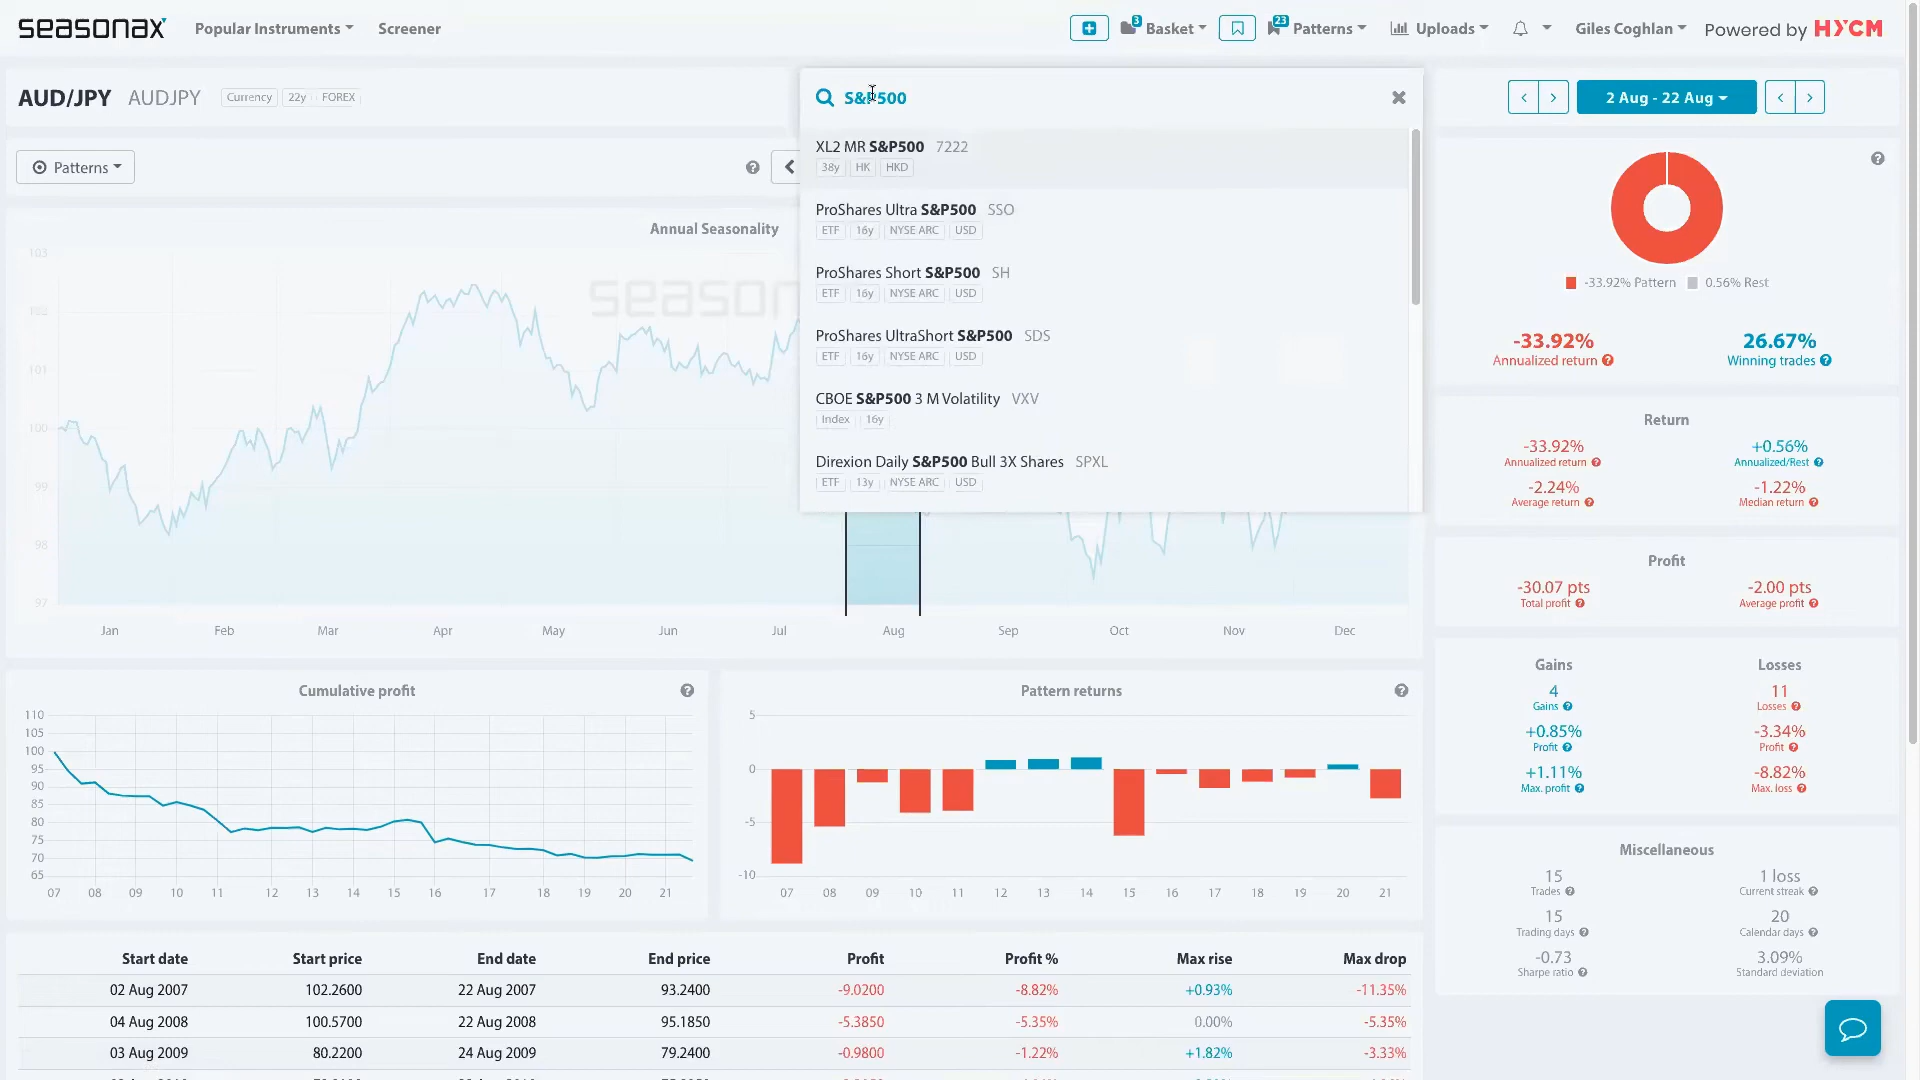 seasonax Popular Instruments Screener 3 Basket 23 Patterns Uploads Giles Coghlan Powered by HYCM
AUD/JPY AUDJPY Currency 22y FOREX
S&P500
2 Aug - 22 Aug
Patterns
XL2 MR S&P500 7222
38y HK HKD
ProShares Ultra S&P500 SSO
ETF 16y NYSE ARC USD
ProShares Short S&P500 SH
ETF 16y NYSE ARC USD
ProShares UltraShort S&P500 SDS
ETF 16y NYSE ARC USD
CBOE S&P500 3 M Volatility VXV
Index 16y
Direxion Daily S&P500 Bull 3X Shares SPXL
ETF 13y NYSE ARC USD
Annual Seasonality
103
102
101
100
99
98
97
Jan Feb Mar Apr May Jun Jul Aug Sep Oct Nov Dec
-33.92% Pattern 0.56% Rest
-33.92% 26.67%
Annualized return Winning trades
Return
-33.92% +0.56%
Annualized return Annualized/Rest
-2.24% -1.22%
Average return Median return
Profit
-30.07 pts -2.00 pts
Total profit Average profit
Gains Losses
4 11
Gains Losses
+0.85% -3.34%
Profit Profit
+1.11% -8.82%
Max. profit Max. loss
Miscellaneous
15 1 loss
Trades Current streak
15 20
Trading days Calendar days
-0.73 3.09%
Sharpe ratio Standard deviation
Cumulative profit
110
105
100
95
90
85
80
75
70
65
07 08 09 10 11 12 13 14 15 16 17 18 19 20 21
Pattern returns
5
0
-5
-10
07 08 09 10 11 12 13 14 15 16 17 18 19 20 21
Start date Start price End date End price Profit Profit % Max rise Max drop
02 Aug 2007 102.2600 22 Aug 2007 93.2400 -9.0200 -8.82% +0.93% -11.35%
04 Aug 2008 100.5700 22 Aug 2008 95.1850 -5.3850 -5.35% 0.00% -5.35%
03 Aug 2009 80.2200 24 Aug 2009 79.2400 -0.9800 -1.22% +1.82% -3.33%